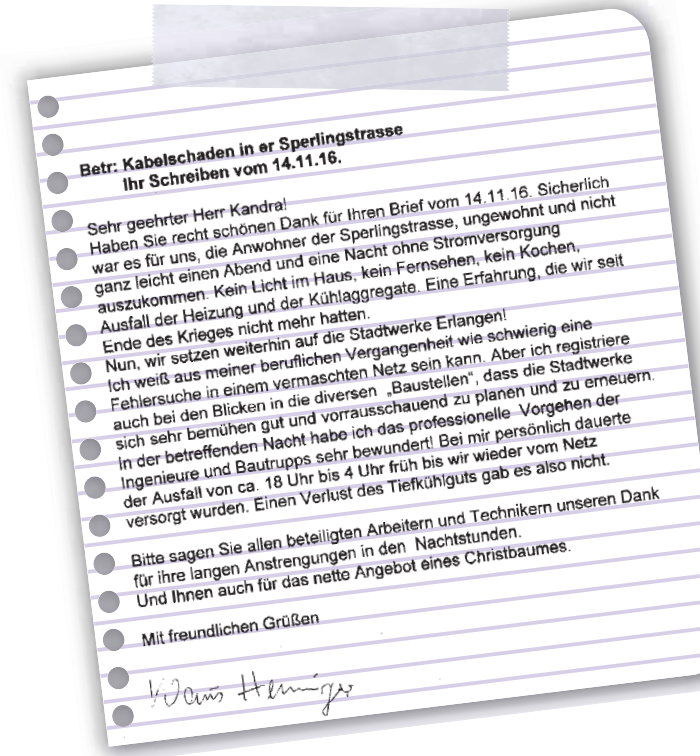 Betr: Kabelschaden in er Sperlingstrasse
Ihr Schreiben vom 14.11.16.
Sehr geehrter Herr Kandra!
Haben Sie recht schönen Dank für Ihren Brief vom 14.11.16. Sicherlich
war es für uns, die Anwohner der Sperlingstrasse, ungewohnt und nicht
ganz leicht einen Abend und eine Nacht ohne Stromversorgung
auszukommen. Kein Licht im Haus, kein Fernsehen, kein Kochen,
Ausfall der Heizung und der Kühlaggregate. Eine Erfahrung, die wir seit
Ende des Krieges nicht mehr hatten.
Nun, wir setzen weiterhin auf die Stadtwerke Erlangen!
Ich weiß aus meiner beruflichen Vergangenheit wie schwierig eine
Fehlersuche in einem vermaschten Netz sein kann. Aber ich registriere
auch bei den Blicken in die diversen „Baustellen“, dass die Stadtwerke
sich sehr bemühen gut und vorrausschauend zu planen und zu erneuern.
In der betreffenden Nacht habe ich das professionelle Vorgehen der
Ingenieure und Bautrupps sehr bewundert! Bei mir persönlich dauerte
der Ausfall von ca. 18 Uhr bis 4 Uhr früh bis wir wieder vom Netz
versorgt wurden. Einen Verlust des Tiefkühlguts gab es also nicht.
Bitte sagen Sie allen beteiligten Arbeitern und Technikern unseren Dank
für ihre langen Anstrengungen in den Nachtstunden.
Und Ihnen auch für das nette Angebot eines Christbaumes.
Mit freundlichen Grüßen